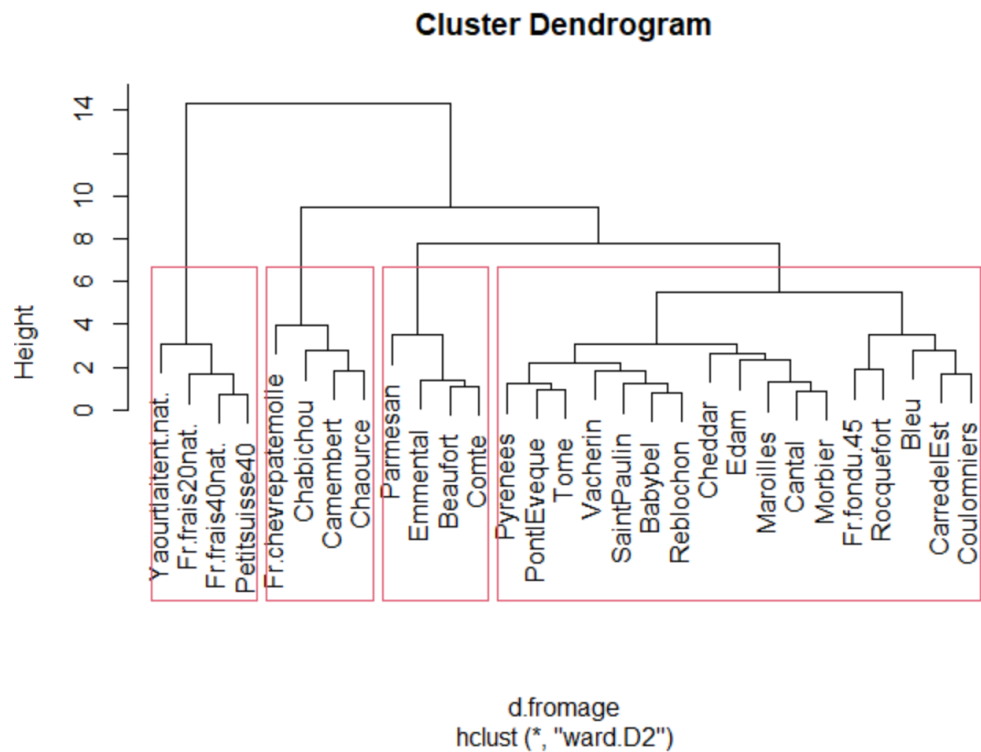 Cluster Dendrogram
Height
14
10
8
6
4
2
0
Yaourtlaitent.nat.
Fr.frais20nat.
Fr.frais40nat.
Petitsuisse40
Fr.chevrepatemolle
Chabichou
Camembert
Chaource
Parmesan
Emmental
Beaufort
Comte
Pyrenees
PontlEveque
Tome
Vacherin
SaintPaulin
Babybel
Reblochon
Cheddar
Edam
Maroilles
Cantal
Morbier
Fr.fondu.45
Rocquefort
Bleu
CarredelEst
Coulommiers
d.fromage
hclust (*, "ward.D2")